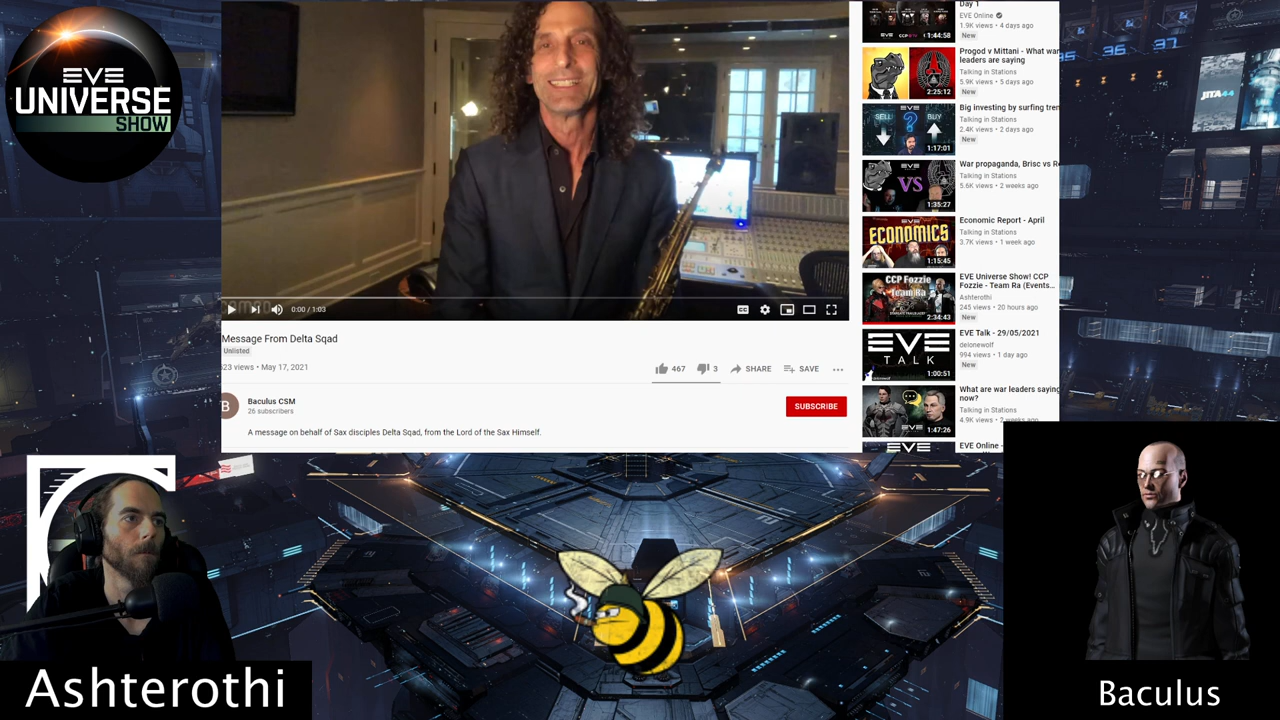 EVE
UNIVERSE
SHOW
0:00 / 1:03
Message From Delta Sqad
Unlisted
23 views • May 17, 2021
467
3
SHARE
SAVE
B
Baculus CSM
26 subscribers
SUBSCRIBE
A message on behalf of Sax disciples Delta Sqad, from the Lord of the Sax Himself.
Day 1
EVE Online
1.9K views • 4 days ago
New
1:44:58
Progod v Mittani - What war
leaders are saying
Talking in Stations
5.9K views • 5 days ago
New
2:25:12
Big investing by surfing tren
Talking in Stations
2.4K views • 2 days ago
New
EVE
SELL
?
BUY
1:17:01
War propaganda, Brisc vs R
Talking in Stations
5.6K views • 2 weeks ago
VS
1:35:27
Economic Report - April
Talking in Stations
3.7K views • 1 week ago
ECONOMICS
1:15:45
EVE Universe Show! CCP
Fozzie - Team Ra (Events...
Ashterothi
245 views • 20 hours ago
New
CCP Fozzie
Team Ra
2:34:43
EVE Talk - 29/05/2021
delonewolf
994 views • 1 day ago
New
EVE
TALK
1:00:51
What are war leaders saying
now?
Talking in Stations
4.9K views • 2 weeks ago
EVE
1:47:26
EVE Online -
EVE
36 37
JITA 44
Ashterothi
Baculus